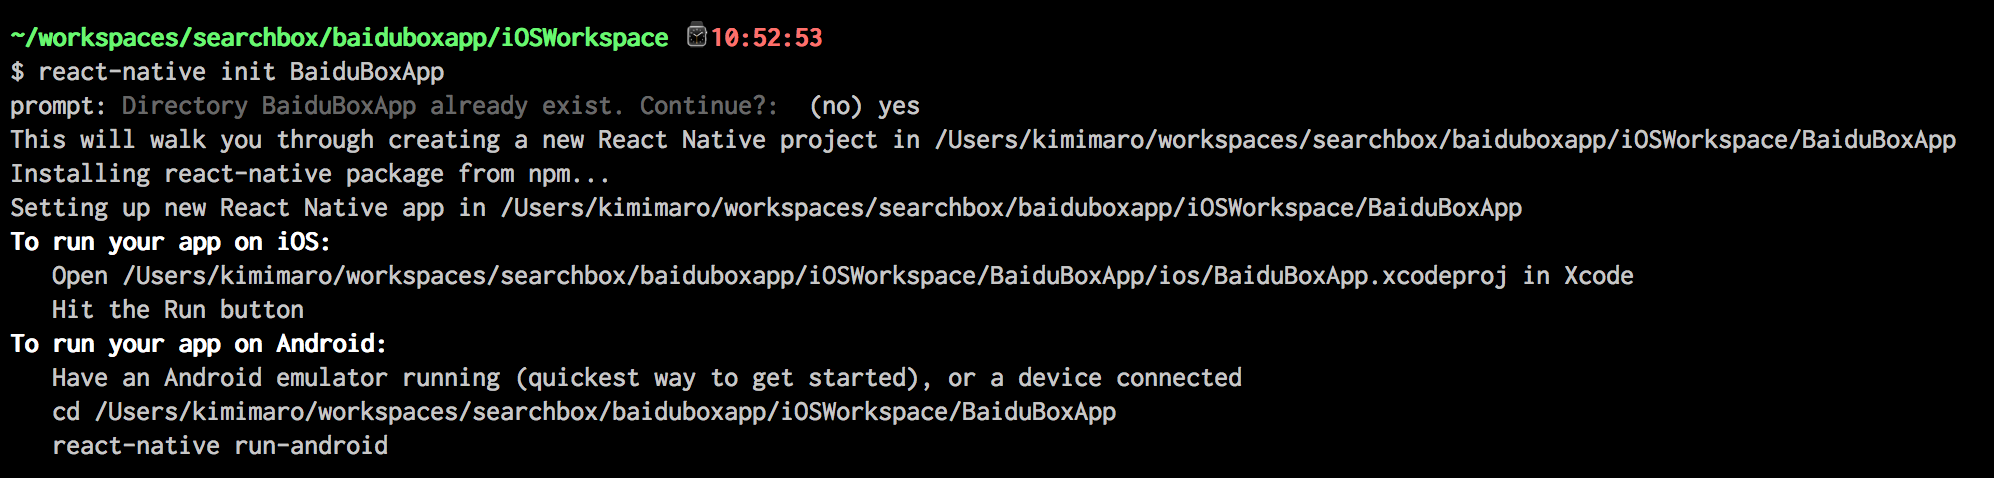 ~/workspaces/searchbox/baiduboxapp/iOSWorkspace ⌚10:52:53
$ react-native init BaiduBoxApp
prompt: Directory BaiduBoxApp already exist. Continue?:  (no) yes
This will walk you through creating a new React Native project in /Users/kimimaro/workspaces/searchbox/baiduboxapp/iOSWorkspace/BaiduBoxApp
Installing react-native package from npm...
Setting up new React Native app in /Users/kimimaro/workspaces/searchbox/baiduboxapp/iOSWorkspace/BaiduBoxApp
To run your app on iOS:
   Open /Users/kimimaro/workspaces/searchbox/baiduboxapp/iOSWorkspace/BaiduBoxApp/ios/BaiduBoxApp.xcodeproj in Xcode
   Hit the Run button
To run your app on Android:
   Have an Android emulator running (quickest way to get started), or a device connected
   cd /Users/kimimaro/workspaces/searchbox/baiduboxapp/iOSWorkspace/BaiduBoxApp
   react-native run-android